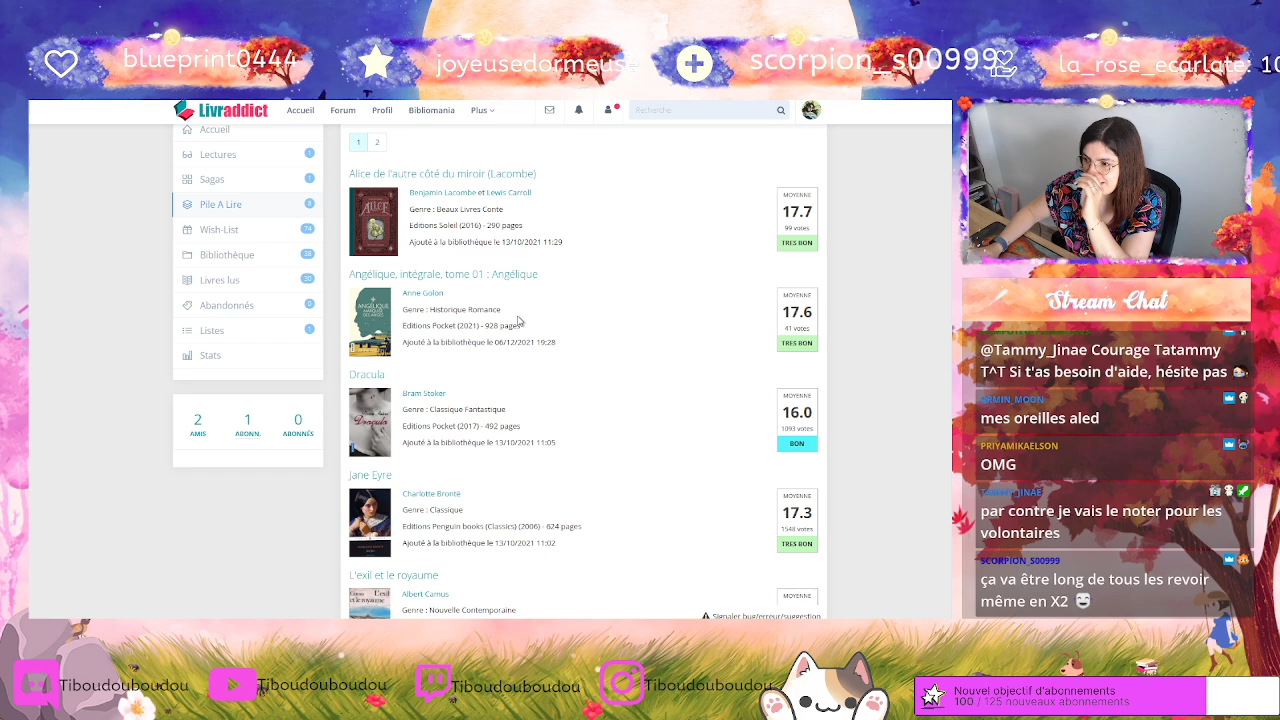 blueprint0444
joyeusedormeuse
scorpion_s00999
la_rose_ecarlate: 10
Livraddict
Accueil
Forum
Profil
Bibliomania
Plus
Recherche
Accueil
Lectures 1
Sagas 1
Pile A Lire 8
Wish-List 74
Bibliothèque 38
Livres lus 30
Abandonnés 0
Listes 1
Stats
2 1 0
AMIS ABONN. ABONNÉS
1 2
Alice de l'autre côté du miroir (Lacombe)
ALICE
Benjamin Lacombe et Lewis Carroll
Genre : Beaux Livres Conte
Editions Soleil (2016) - 290 pages
Ajouté à la bibliothèque le 13/10/2021 11:29
MOYENNE
17.7
99 votes
TRES BON
Angélique, intégrale, tome 01 : Angélique
ANGÉLIQUE
Anne Golon
Genre : Historique Romance
Editions Pocket (2021) - 928 pages
Ajouté à la bibliothèque le 06/12/2021 19:28
MOYENNE
17.6
41 votes
TRES BON
Dracula
Dracula
Bram Stoker
Genre : Classique Fantastique
Editions Pocket (2017) - 492 pages
Ajouté à la bibliothèque le 13/10/2021 11:05
MOYENNE
16.0
1093 votes
BON
Jane Eyre
Charlotte Brontë
Genre : Classique
Editions Penguin books (Classics) (2006) - 624 pages
Ajouté à la bibliothèque le 13/10/2021 11:02
MOYENNE
17.3
1548 votes
TRES BON
L'exil et le royaume
Albert Camus
Genre : Nouvelle Contemporaine
MOYENNE
Signaler bug/erreur/suggestion
Stream Chat
@Tammy_Jinae Courage Tatammy
T^T Si t'as besoin d'aide, hésite pas
ARMIN_MOON
mes oreilles aled
PRIYAMIKAELSON
OMG
TAMMY_JINAE
par contre je vais le noter pour les
volontaires
SCORPION_S00999
ça va être long de tous les revoir
même en X2
Tiboudouboudou
Tiboudouboudou
Tiboudouboudou
Tiboudouboudou
Nouvel objectif d'abonnements
100 / 125 nouveaux abonnements